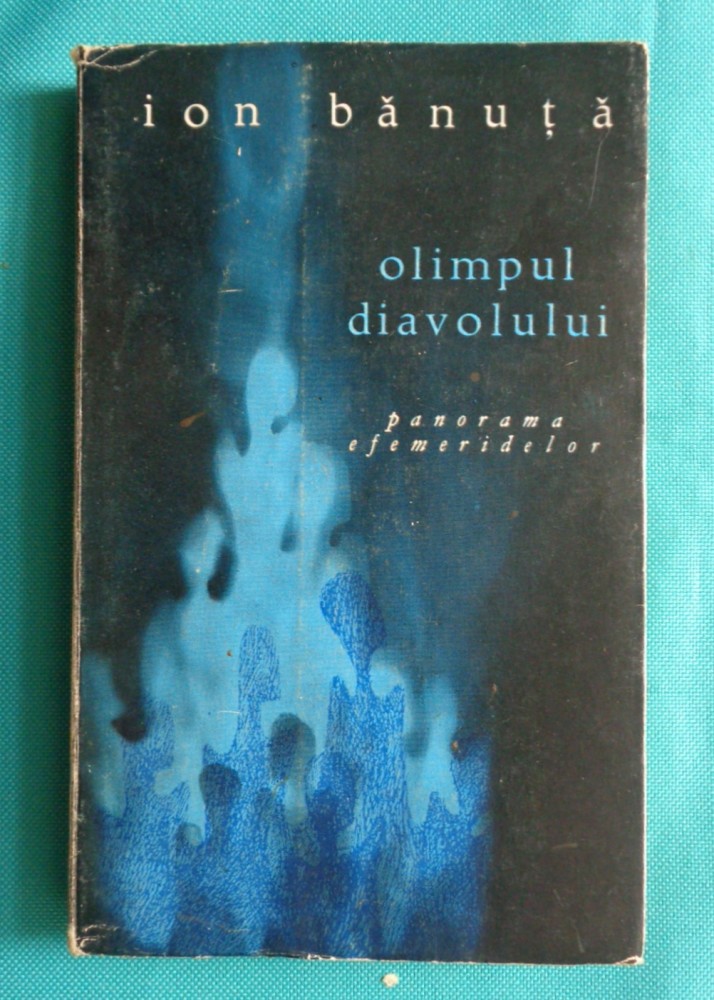 ion bănuță
olimpul
diavolului
panorama
efemeridelor